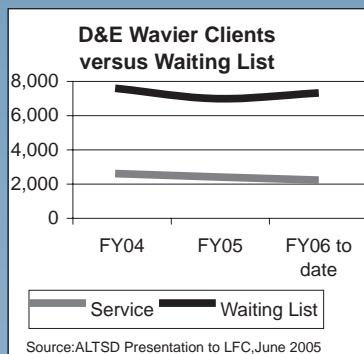 D&E Wavier Clients
versus Waiting List
8,000
6,000
4,000
2,000
0
FY04 FY05 FY06 to
date
Service Waiting List
Source:ALTSD Presentation to LFC,June 2005